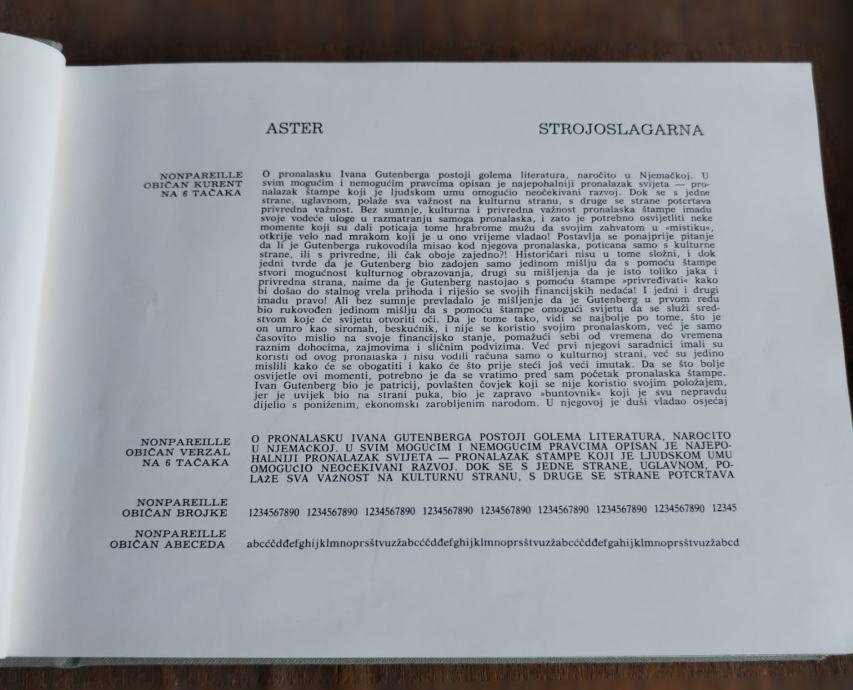 ASTER STROJOSLAGARNA
NONPAREILLE
OBIČAN KURENT
NA 6 TAČAKA
O pronalasku Ivana Gutenberga postoji golema literatura, naročito u Njemačkoj. U
svim mogućim i nemogućim pravcima opisan je najepohalniji pronalazak svijeta — pro-
nalazak štampe koji je ljudskom umu omogućio neočekivani razvoj. Dok se s jedne
strane, uglavnom, polaže sva važnost na kulturnu stranu, s druge se strane potcrtava
privredna važnost. Bez sumnje, kulturna i privredna važnost pronalaska štampe imadu
svoje vodeće uloge u razmatranju samoga pronalaska, i zato je potrebno osvijetliti neke
momente koji su dali poticaja tome hrabrome mužu da svojim zahvatom u »mistiku«,
otkrije velo nad mrakom koji je u ono vrijeme vladao! Postavlja se ponajprije pitanje
da li je Gutenberga rukovodila misao kod njegova pronalaska, poticana samo s kulturne
strane, ili s privredne, ili čak oboje zajedno?! Historičari nisu u tome složni, i dok
jedni tvrde da je Gutenberg bio zadojen samo jedinom mišlju da s pomoću štampe
stvori mogućnost kulturnog obrazovanja, drugi su mišljenja da je isto toliko jaka i
privredna strana, naime da je Gutenberg nastojao s pomoću štampe »privređivati« kako
bi došao do stalnog vrela prihoda i riješio se svojih financijskih nedaća! I jedni i drugi
imadu pravo! Ali bez sumnje prevladalo je mišljenje da je Gutenberg u prvom redu
bio rukovođen jedinom mišlju da s pomoću štampe omogući svijetu da se služi sred-
stvom koje će svijetu otvoriti oči. Da je tome tako, vidi se najbolje po tome, što je
on umro kao siromah, beskućnik, i nije se koristio svojim pronalaskom, već je samo
časovito mislio na svoje financijsko stanje, pomažući sebi od vremena do vremena
raznim dohocima, zajmovima i sličnim podvizima. Već prvi njegovi saradnici imali su
koristi od ovog pronalaska i nisu vodili računa samo o kulturnoj strani, već su jedino
mislili kako će se obogatiti i kako će što prije steći još veći imutak. Da se što bolje
osvijetle ovi momenti, potrebno je da se vratimo pred sam početak pronalaska štampe.
Ivan Gutenberg bio je patricij, povlašten čovjek koji se nije koristio svojim položajem,
jer je uvijek bio na strani puka, bio je zapravo »buntovnik« koji je svu nepravdu
dijelio s poniženim, ekonomski zarobljenim narodom. U njegovoj je duši vladao osjećaj
NONPAREILLE
OBIČAN VERZAL
NA 6 TAČAKA
O PRONALASKU IVANA GUTENBERGA POSTOJI GOLEMA LITERATURA, NAROČITO
U NJEMAČKOJ. U SVIM MOGUĆIM I NEMOGUĆIM PRAVCIMA OPISAN JE NAJEPO-
HALNIJI PRONALAZAK SVIJETA — PRONALAZAK ŠTAMPE KOJI JE LJUDSKOM UMU
OMOGUĆIO NEOČEKIVANI RAZVOJ. DOK SE S JEDNE STRANE, UGLAVNOM, PO-
LAŽE SVA VAŽNOST NA KULTURNU STRANU, S DRUGE SE STRANE POTCRTAVA
NONPAREILLE
OBIČAN BROJKE
1234567890 1234567890 1234567890 1234567890 1234567890 1234567890 1234567890 1234567890 12345
NONPAREILLE
OBIČAN ABECEDA
abcćčdđefghijklmnoprsštvuzžabcćčdđefghijklmnoprsštvuzžabcćčdđefgahijklmnoprsštvuzžabcd